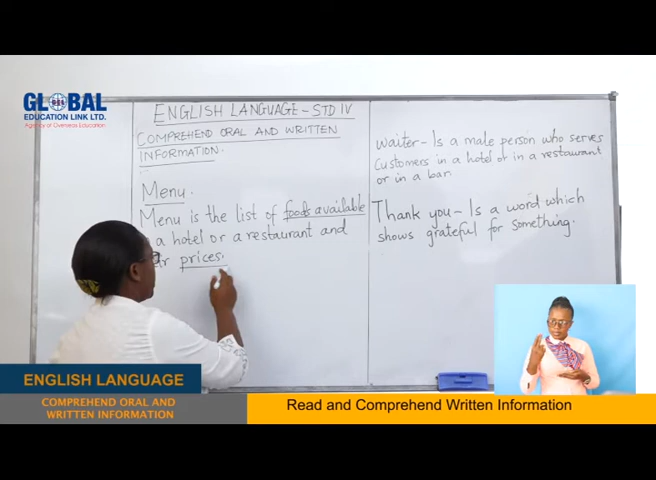 GLOBAL
EDUCATION LINK LTD.
Agency of Overseas Education
ENGLISH LANGUAGE - STD IV
COMPREHEND ORAL AND WRITTEN
INFORMATION.
Menu.
Menu is the list of foods available
a hotel or a restaurant and
prices.
waiter - Is a male person who serves
customers in a hotel or in a restaurant
or in a bar.
Thank you - Is a word which
shows grateful for something.
ENGLISH LANGUAGE
COMPREHEND ORAL AND
WRITTEN INFORMATION
Read and Comprehend Written Information